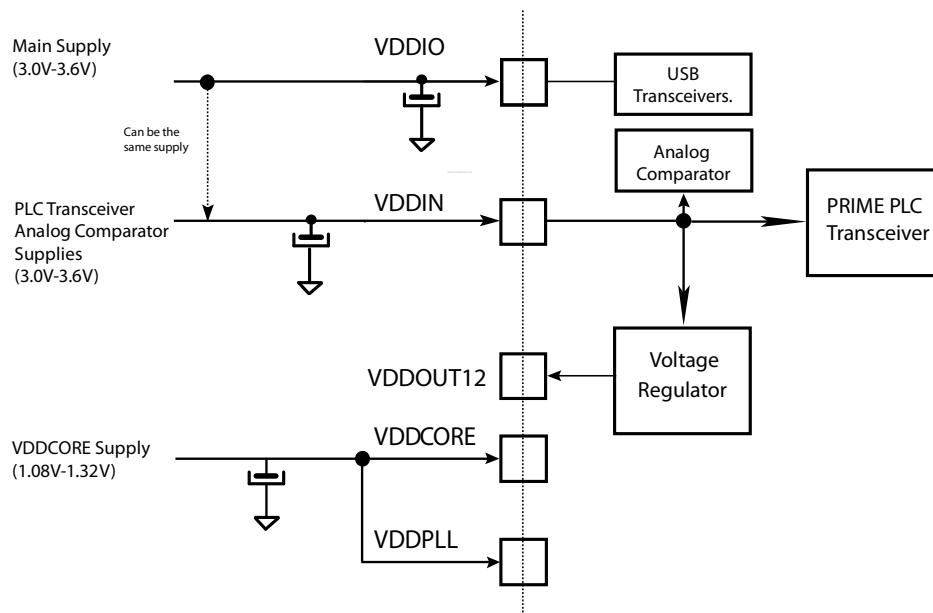 Main Supply
(3.0V-3.6V)
VDDIO
USB
Transceivers.
Can be the
same supply
Analog
Comparator
PLC Transceiver
Analog Comparator
Supplies
(3.0V-3.6V)
VDDIN
PRIME PLC
Transceiver
VDDOUT12
Voltage
Regulator
VDDCORE Supply
(1.08V-1.32V)
VDDCORE
VDDPLL